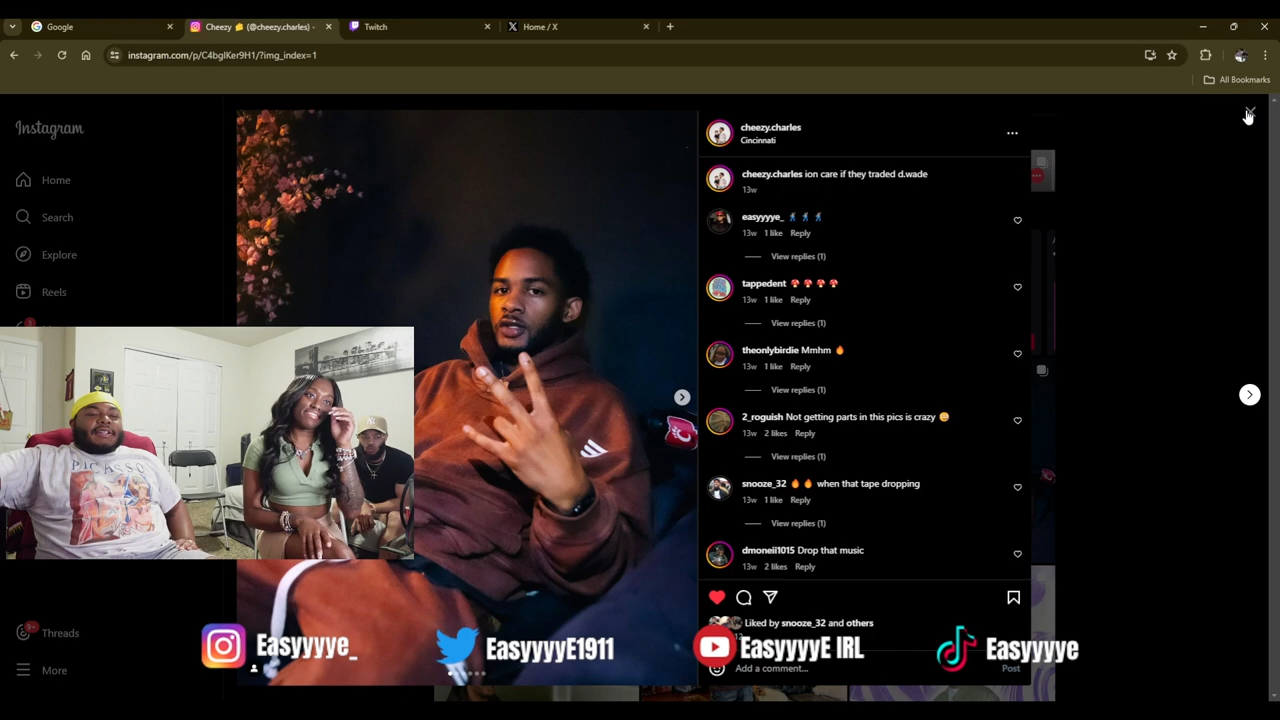 Google
Cheezy 🧀 (@cheezy.charles) -
Twitch
Home / X
instagram.com/p/C4bglKer9H1/?img_index=1
All Bookmarks
Instagram
Home
Search
Explore
Reels
Threads
9+
More
cheezy.charles
Cincinnati
cheezy.charles ion care if they traded d.wade
13w
easyyyye_
13w 1 like Reply
View replies (1)
tappedent
13w 1 like Reply
View replies (1)
theonlybirdie Mmhm 🔥
13w 1 like Reply
View replies (1)
2_roguish Not getting parts in this pics is crazy
13w 2 likes Reply
View replies (1)
snooze_32 🔥 🔥 when that tape dropping
13w 1 like Reply
View replies (1)
dmoneii1015 Drop that music
13w 2 likes Reply
Liked by snooze_32 and others
Add a comment...
Post
PICASSO
Easyyyye_
EasyyyyE1911
EasyyyyE IRL
Easyyyye